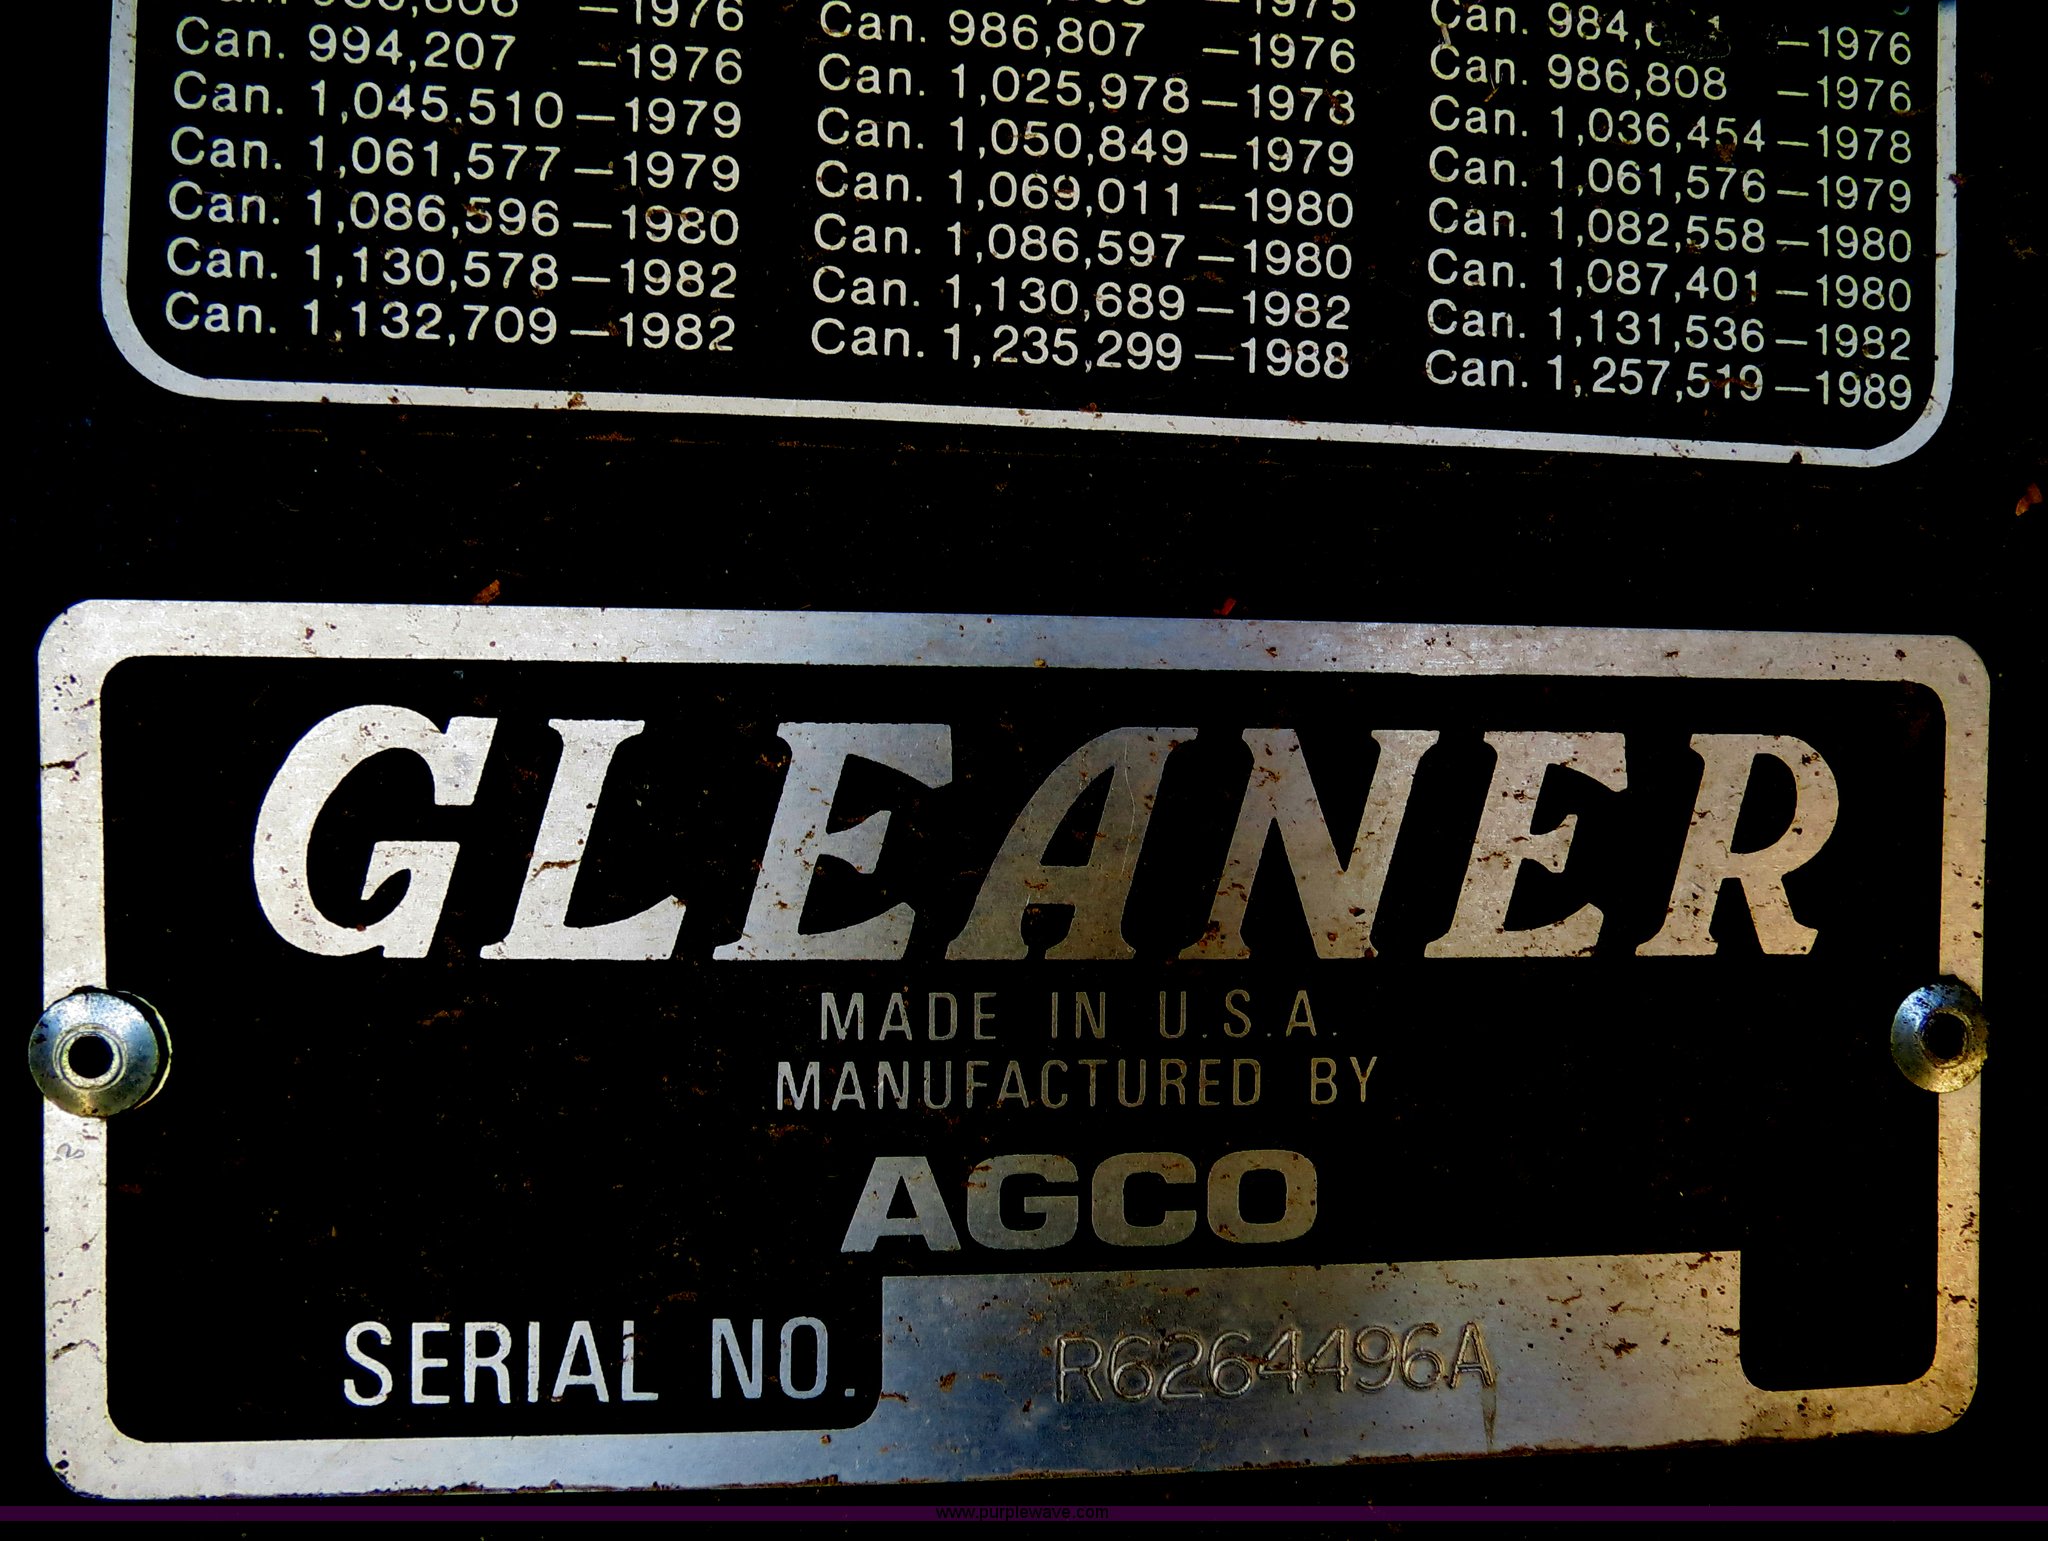 —1976 —1975 Can. 984, —1976
Can. 994,207 —1976 Can. 986,807 —1976 Can. 986,808 —1976
Can. 1,045.510—1979 Can. 1,025,978—1978 Can. 1,036,454—1978
Can. 1,061,577—1979 Can. 1,050,849—1979 Can. 1,061,576—1979
Can. 1,086,596—1980 Can. 1,069,011—1980 Can. 1,082,558—1980
Can. 1,130,578—1982 Can. 1,086,597—1980 Can. 1,087,401—1980
Can. 1,132,709—1982 Can. 1,130,689—1982 Can. 1,131,536—1982
Can. 1,235,299—1988 Can. 1,257,519—1989
GLEANER
MADE IN U.S.A.
MANUFACTURED BY
AGCO
SERIAL NO. R6264496A
www.purplewave.com